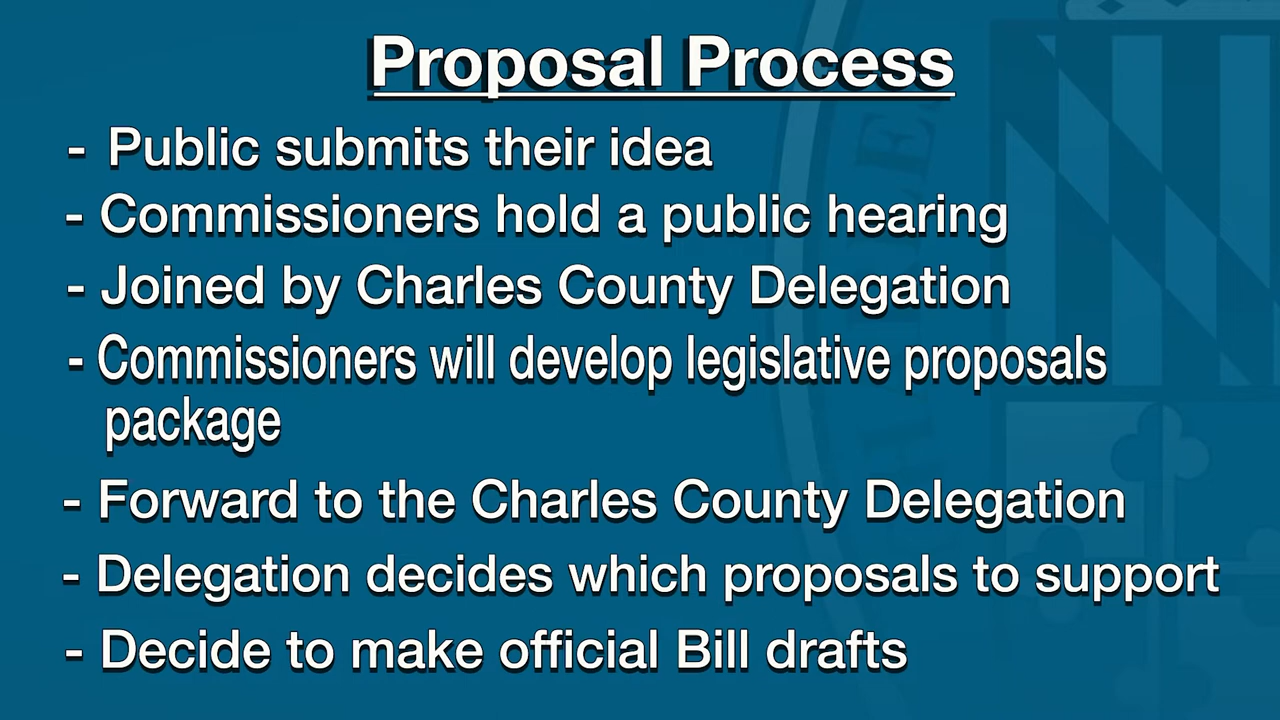 Proposal Process
- Public submits their idea
- Commissioners hold a public hearing
- Joined by Charles County Delegation
- Commissioners will develop legislative proposals
package
- Forward to the Charles County Delegation
- Delegation decides which proposals to support
- Decide to make official Bill drafts